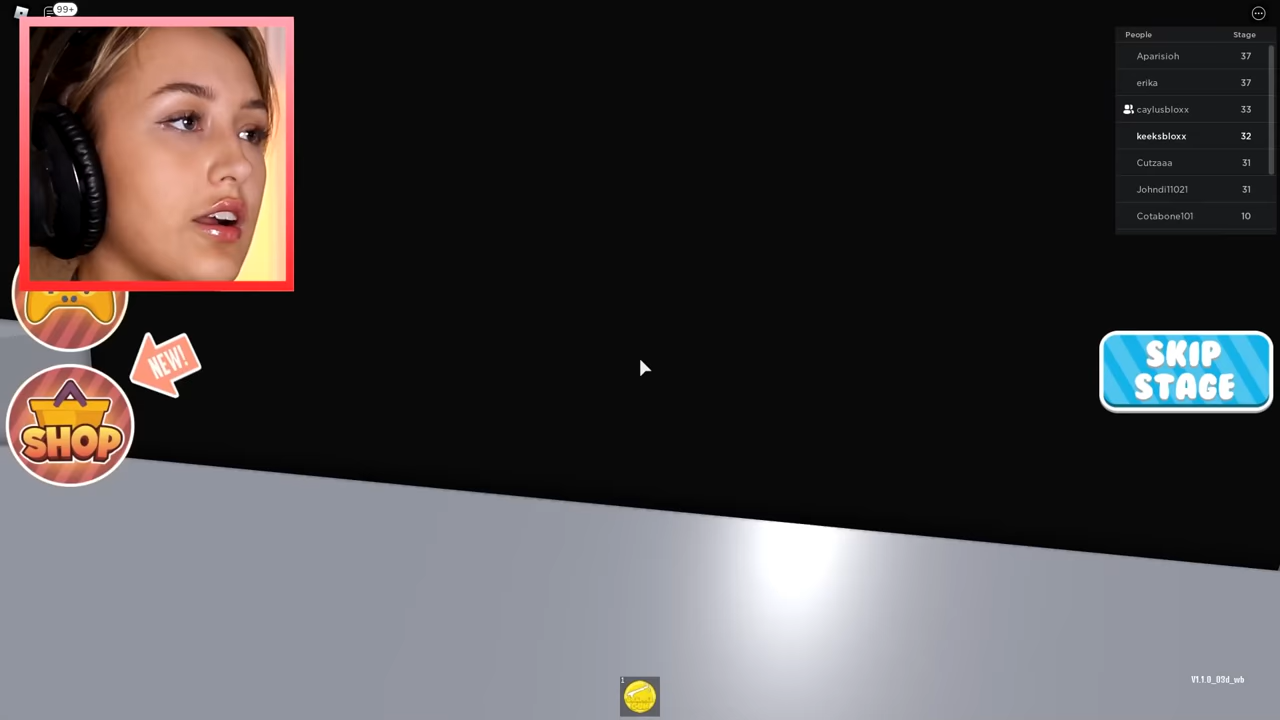 99+
People Stage
Aparisioh 37
erika 37
caylusbloxx 33
keeksbloxx 32
Cutzaaa 31
Johndi11021 31
Cotabone101 10
NEW!
SHOP
SKIP
STAGE
V1.1.0_03d_wb
1